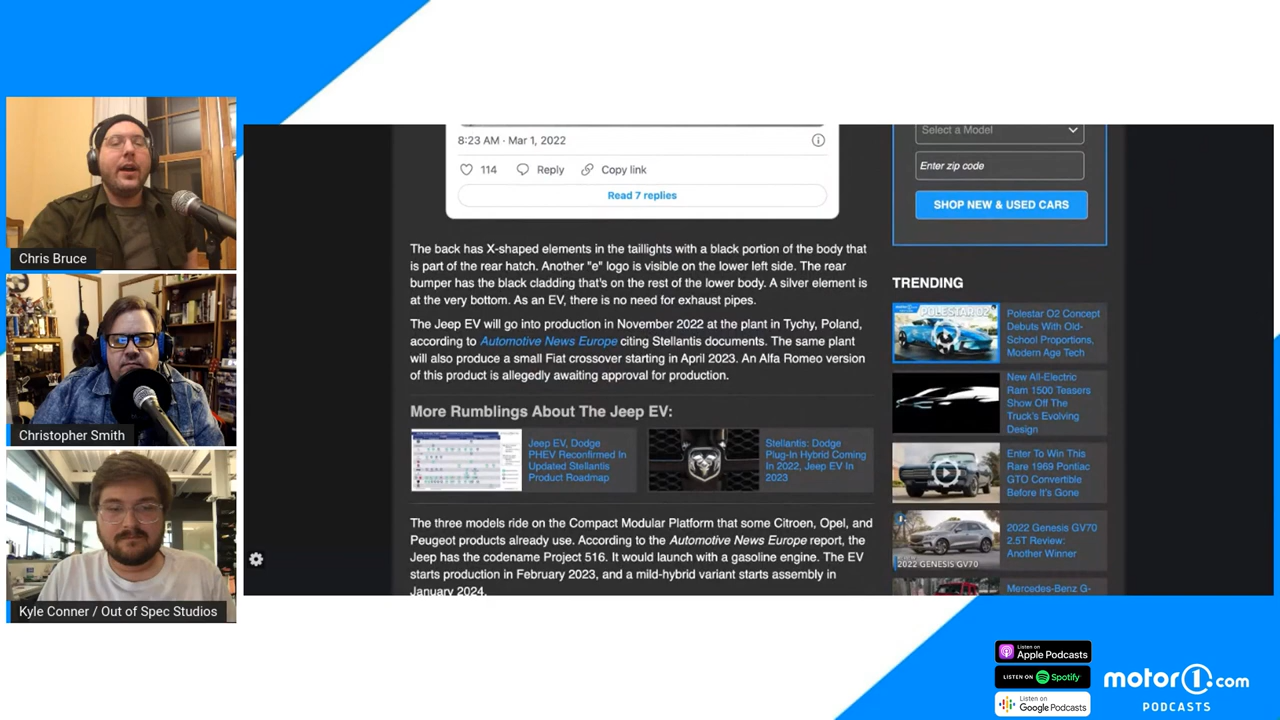 Chris Bruce
Christopher Smith
Kyle Conner / Out of Spec Studios
8:23 AM · Mar 1, 2022
114 Reply Copy link
Read 7 replies
The back has X-shaped elements in the taillights with a black portion of the body that
is part of the rear hatch. Another "e" logo is visible on the lower left side. The rear
bumper has the black cladding that's on the rest of the lower body. A silver element is
at the very bottom. As an EV, there is no need for exhaust pipes.
The Jeep EV will go into production in November 2022 at the plant in Tychy, Poland,
according to Automotive News Europe citing Stellantis documents. The same plant
will also produce a small Fiat crossover starting in April 2023. An Alfa Romeo version
of this product is allegedly awaiting approval for production.
More Rumblings About The Jeep EV:
Jeep EV, Dodge
PHEV Reconfirmed In
Updated Stellantis
Product Roadmap
Stellantis: Dodge
Plug-In Hybrid Coming
In 2022, Jeep EV In
2023
The three models ride on the Compact Modular Platform that some Citroen, Opel, and
Peugeot products already use. According to the Automotive News Europe report, the
Jeep has the codename Project 516. It would launch with a gasoline engine. The EV
starts production in February 2023, and a mild-hybrid variant starts assembly in
January 2024.
Select a Model
Enter zip code
SHOP NEW & USED CARS
TRENDING
POLESTAR O2
Polestar O2 Concept
Debuts With Old-
School Proportions,
Modern Age Tech
New All-Electric
Ram 1500 Teasers
Show Off The
Truck's Evolving
Design
Enter To Win This
Rare 1969 Pontiac
GTO Convertible
Before It's Gone
2022 GENESIS GV70
2022 Genesis GV70
2.5T Review:
Another Winner
Mercedes-Benz G-
Listen on
Apple Podcasts
LISTEN ON
Spotify
Listen on
Google Podcasts
motor1.com
PODCASTS